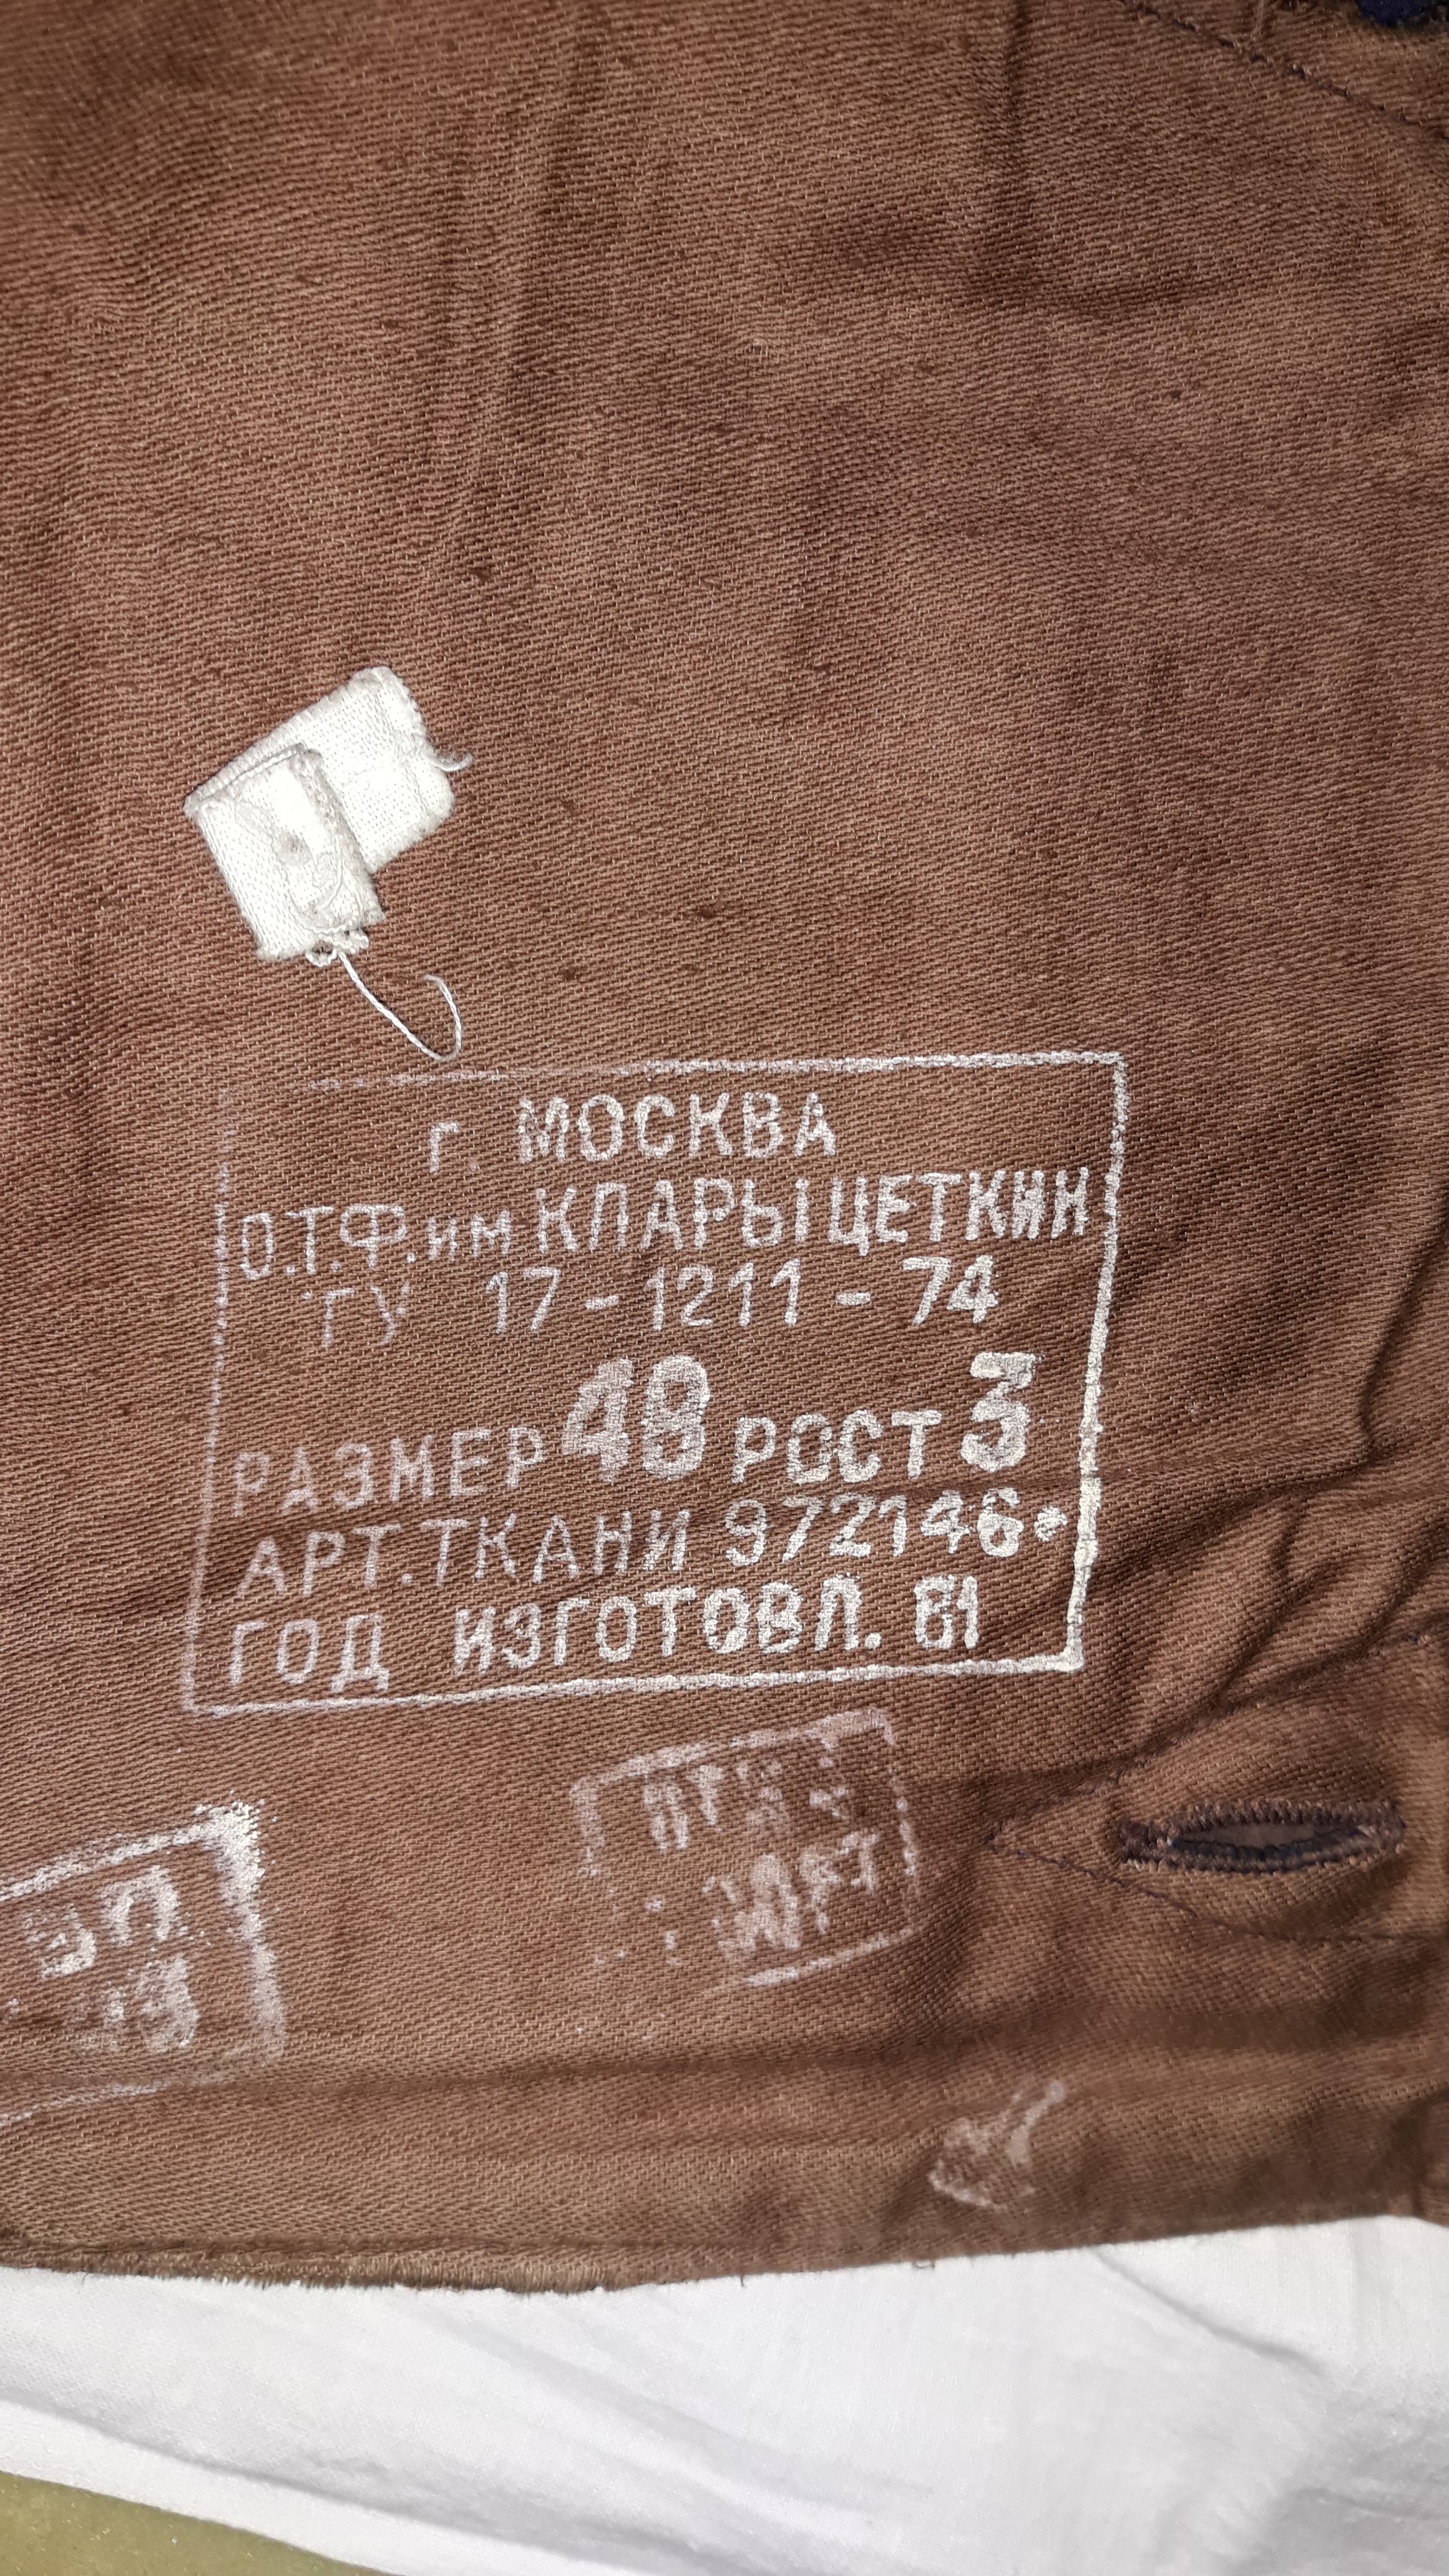 г. МОСКВА
О.Т.Ф.им КЛАРЫ ЦЕТКИН
ТУ 17-1211-74
РАЗМЕР 48 РОСТ 3
АРТ.ТКАНИ 972146
ГОД ИЗГОТОВЛ. 81